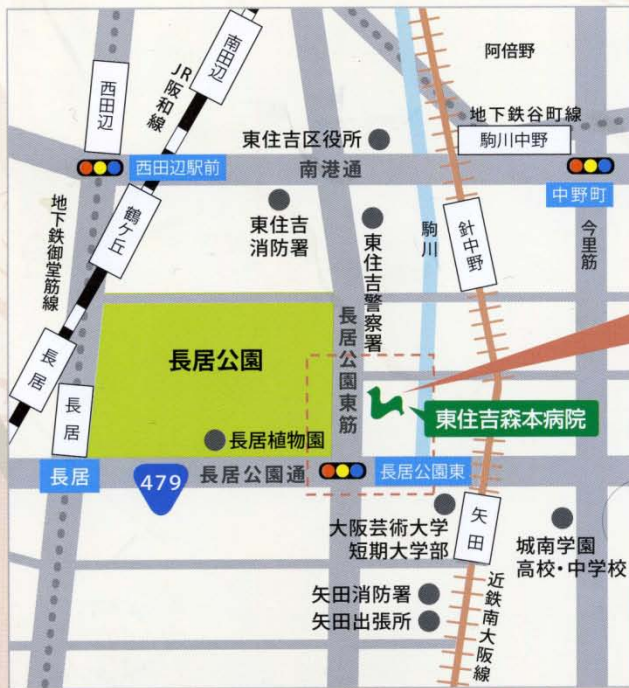 南田辺
JR阪和線
西田辺
阿倍野
地下鉄谷町線
駒川中野
東住吉区役所
西田辺駅前
南港通
中野町
鶴ケ丘
地下鉄御堂筋線
東住吉
消防署
東住吉警察署
駒川
針中野
今里筋
長居公園
長居公園東筋
長居
長居
東住吉森本病院
長居植物園
長居
479
長居公園通
長居公園東
大阪芸術大学
短期大学部
矢田
城南学園
高校・中学校
矢田消防署
矢田出張所
近鉄南大阪線